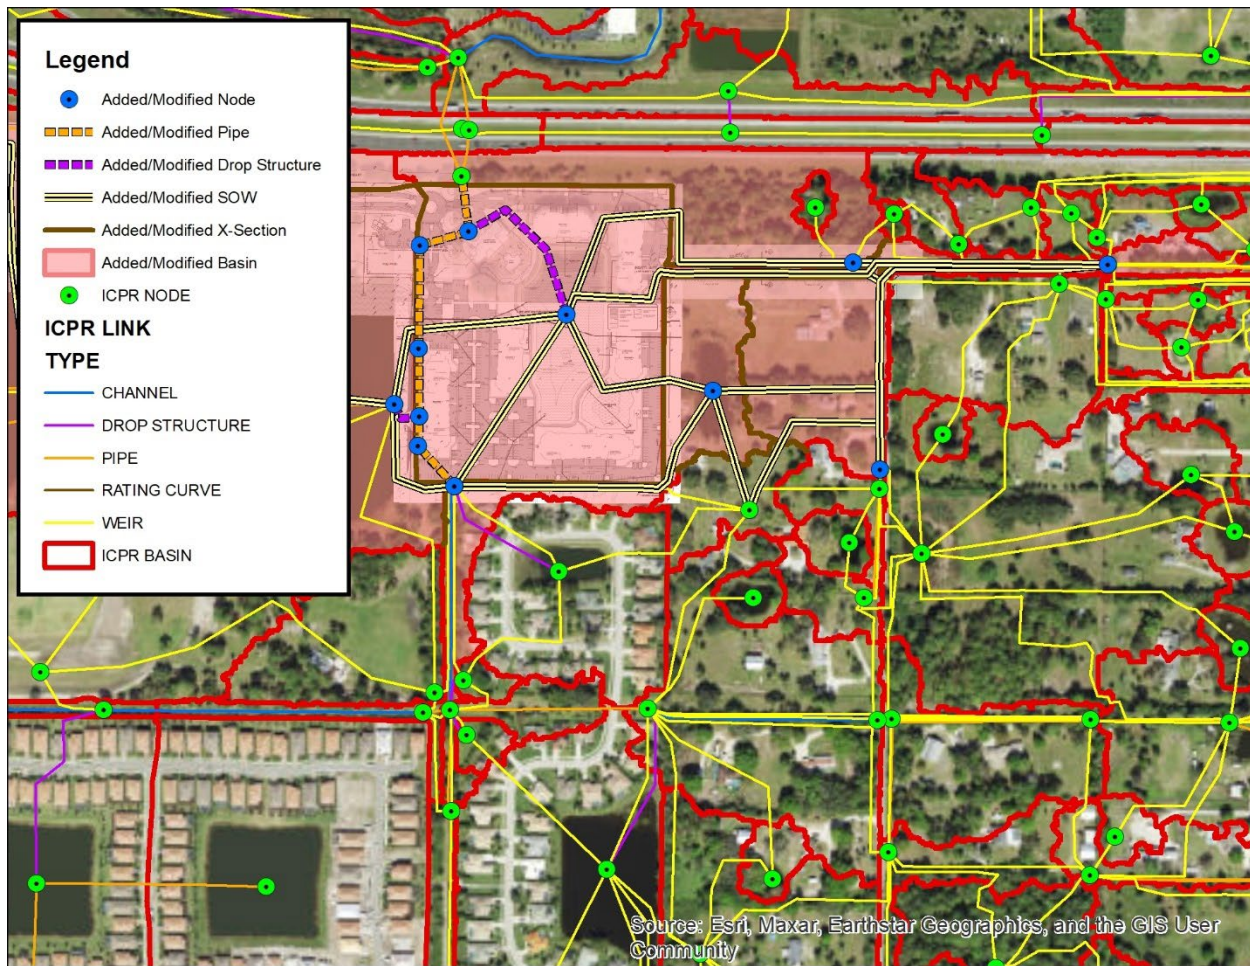 Legend
Added/Modified Node
Added/Modified Pipe
Added/Modified Drop Structure
Added/Modified SOW
Added/Modified X-Section
Added/Modified Basin
ICPR NODE
ICPR LINK
TYPE
CHANNEL
DROP STRUCTURE
PIPE
RATING CURVE
WEIR
ICPR BASIN
Source: Esri, Maxar, Earthstar Geographics, and the GIS User
Community